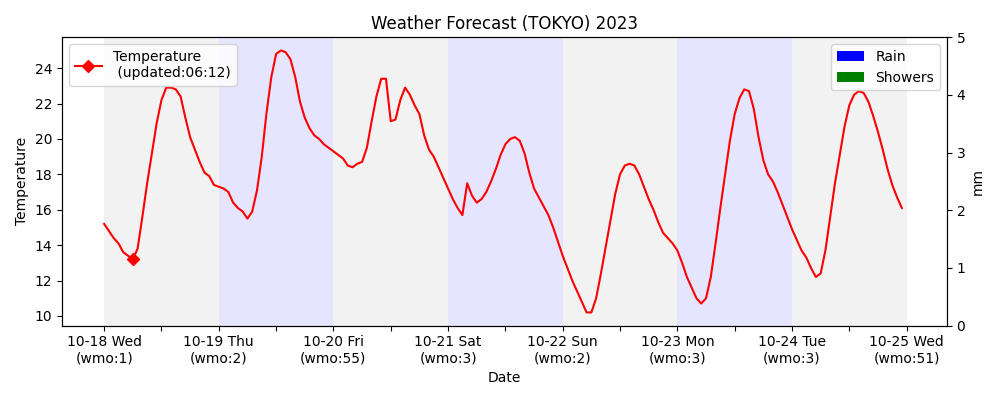 Weather Forecast (TOKYO) 2023
Temperature
(updated:06:12)
Rain
Showers
Temperature
24
22
20
18
16
14
12
10
5
4
3
2
1
0
mm
10-18 Wed
(wmo:1)
10-19 Thu
(wmo:2)
10-20 Fri
(wmo:55)
10-21 Sat
(wmo:3)
10-22 Sun
(wmo:2)
10-23 Mon
(wmo:3)
10-24 Tue
(wmo:3)
10-25 Wed
(wmo:51)
Date